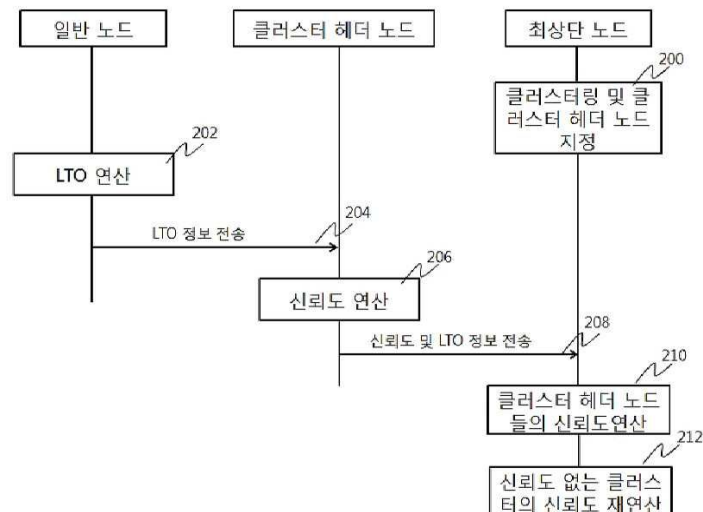 일반 노드
클러스터 헤더 노드
최상단 노드
200
클러스터링 및 클
러스터 헤더 노드
지정
202
LTO 연산
204
LTO 정보 전송
206
신뢰도 연산
208
신뢰도 및 LTO 정보 전송
210
클러스터 헤더 노드
들의 신뢰도연산
212
신뢰도 없는 클러스
터의 신뢰도 재연산